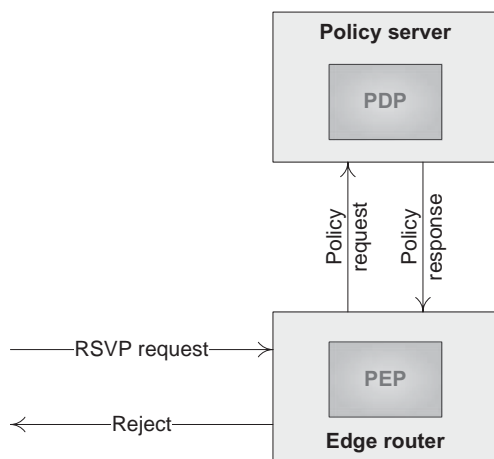 Policy server
PDP
Policy
request
Policy
response
RSVP request
PEP
Reject
Edge router